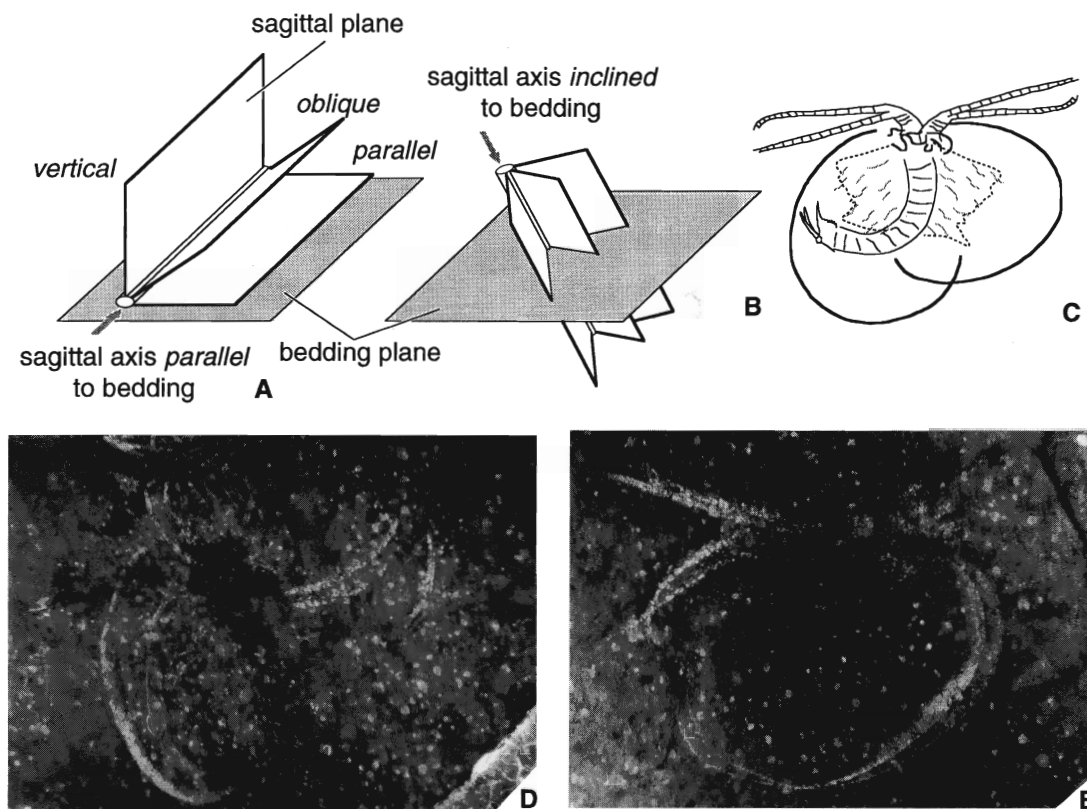 sagittal plane
oblique
parallel
vertical
sagittal axis parallel
to bedding
A
bedding plane
sagittal axis inclined
to bedding
B
C
D
E